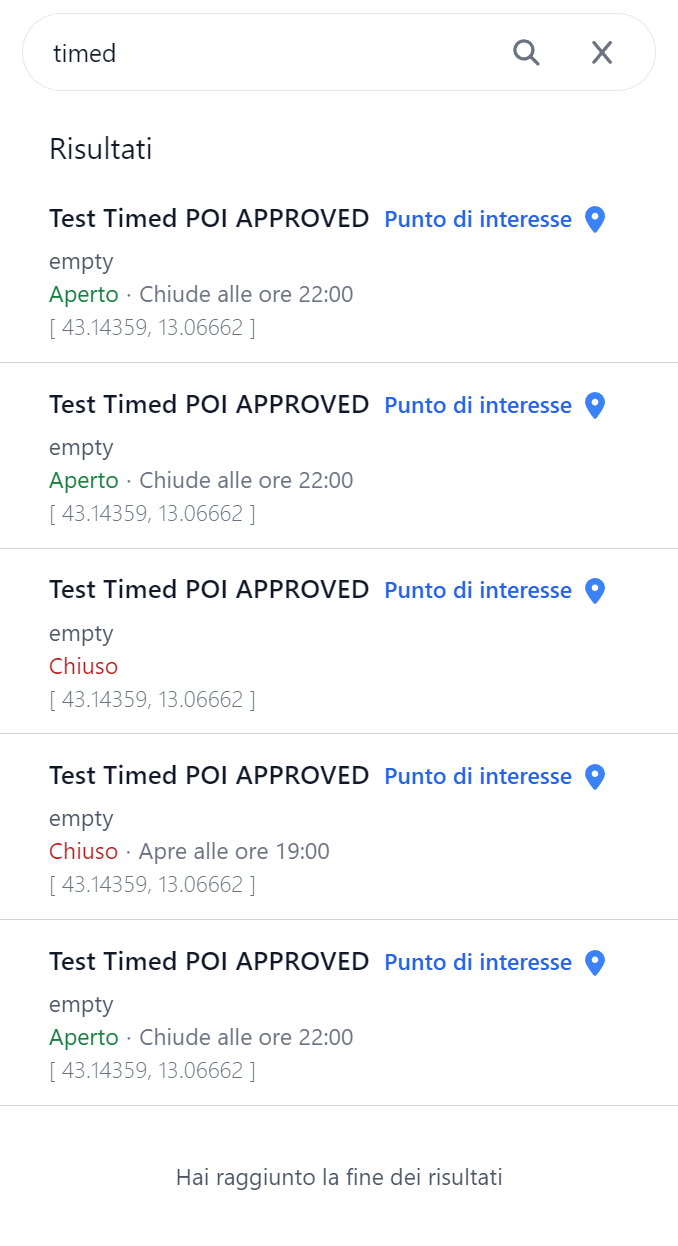 timed
Risultati
Test Timed POI APPROVED Punto di interesse
empty
Aperto · Chiude alle ore 22:00
[ 43.14359, 13.06662 ]
Test Timed POI APPROVED Punto di interesse
empty
Aperto · Chiude alle ore 22:00
[ 43.14359, 13.06662 ]
Test Timed POI APPROVED Punto di interesse
empty
Chiuso
[ 43.14359, 13.06662 ]
Test Timed POI APPROVED Punto di interesse
empty
Chiuso · Apre alle ore 19:00
[ 43.14359, 13.06662 ]
Test Timed POI APPROVED Punto di interesse
empty
Aperto · Chiude alle ore 22:00
[ 43.14359, 13.06662 ]
Hai raggiunto la fine dei risultati